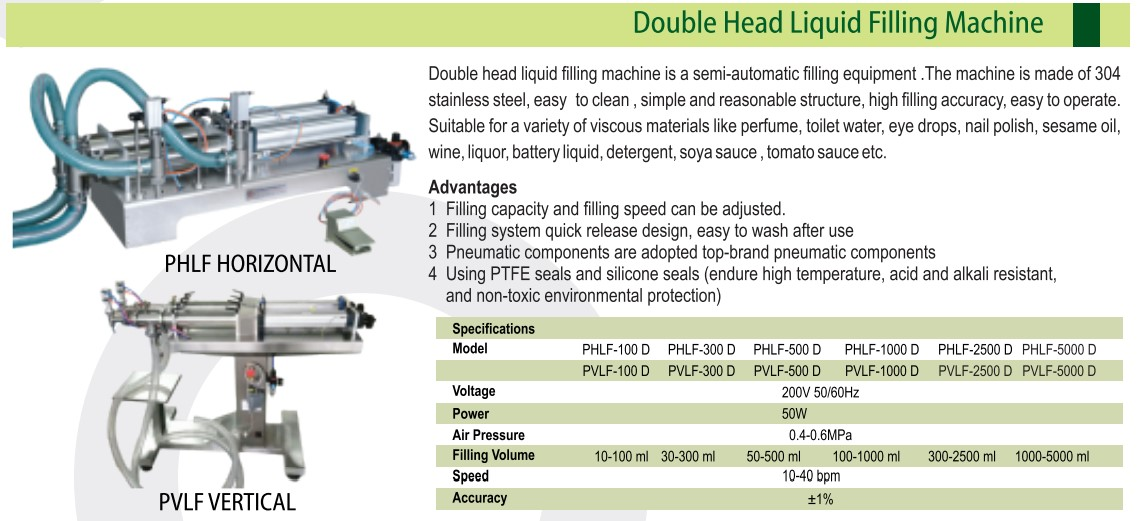 Double Head Liquid Filling Machine
Double head liquid filling machine is a semi-automatic filling equipment .The machine is made of 304
stainless steel, easy to clean , simple and reasonable structure, high filling accuracy, easy to operate.
Suitable for a variety of viscous materials like perfume, toilet water, eye drops, nail polish, sesame oil,
wine, liquor, battery liquid, detergent, soya sauce , tomato sauce etc.
Advantages
1 Filling capacity and filling speed can be adjusted.
2 Filling system quick release design, easy to wash after use
3 Pneumatic components are adopted top-brand pneumatic components
4 Using PTFE seals and silicone seals (endure high temperature, acid and alkali resistant,
and non-toxic environmental protection)
PHLF HORIZONTAL
PVLF VERTICAL
Specifications
Model PHLF-100 D PHLF-300 D PHLF-500 D PHLF-1000 D PHLF-2500 D PHLF-5000 D
PVLF-100 D PVLF-300 D PVLF-500 D PVLF-1000 D PVLF-2500 D PVLF-5000 D
Voltage 200V 50/60Hz
Power 50W
Air Pressure 0.4-0.6MPa
Filling Volume 10-100 ml 30-300 ml 50-500 ml 100-1000 ml 300-2500 ml 1000-5000 ml
Speed 10-40 bpm
Accuracy ±1%